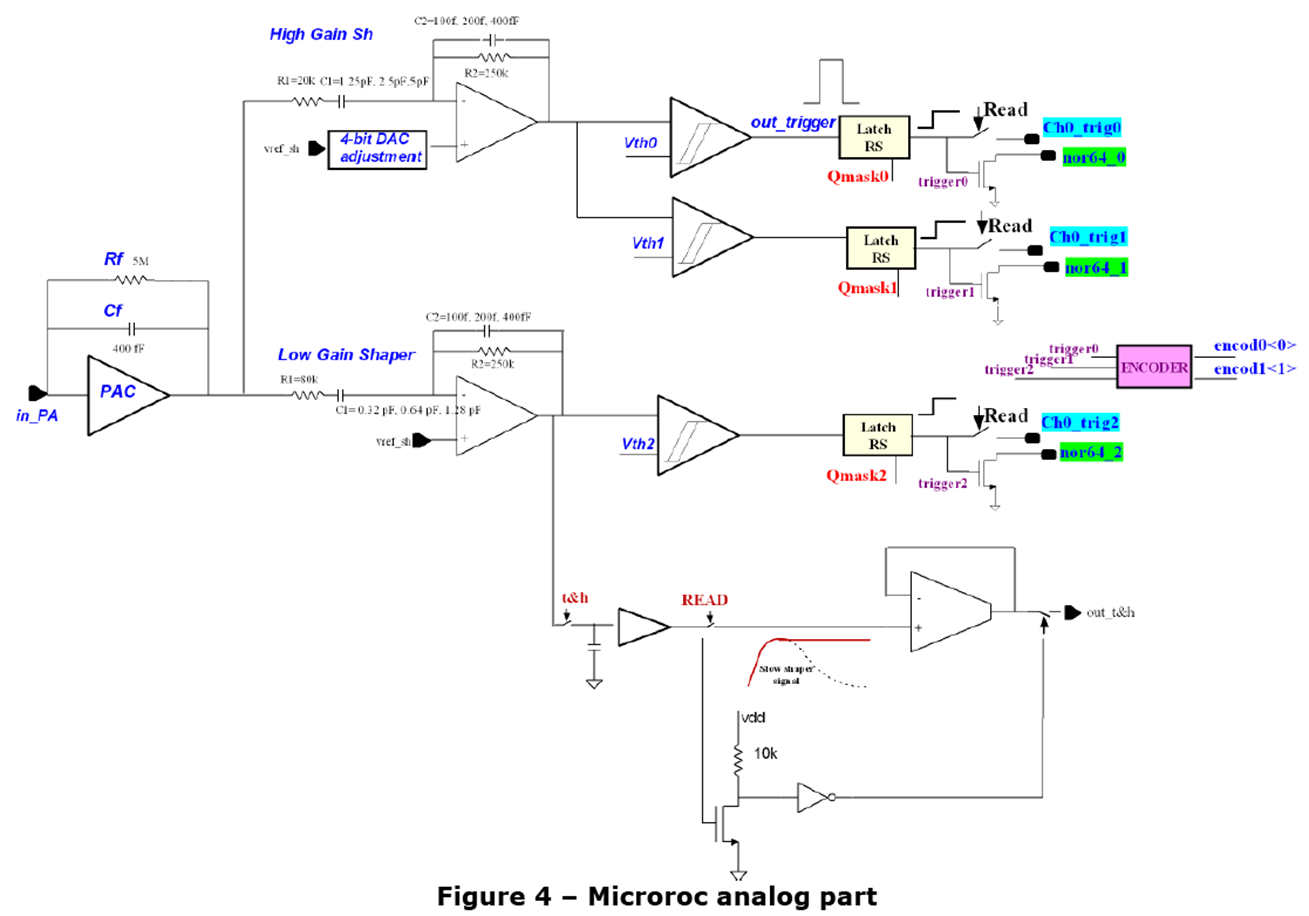 C2=100f, 200f, 400fF
High Gain Sh
R1=20k C1=1.25pF, 2.5pF,5pF
R2=250k
-
+
vref_sh
4-bit DAC
adjustment
Vth0
out_trigger
Latch
RS
Qmask0
Read
Ch0_trig0
nor64_0
trigger0
Vth1
Latch
RS
Qmask1
Read
Ch0_trig1
nor64_1
trigger1
Rf 5M
Cf
400 fF
PAC
in_PA
C2=100f, 200f, 400fF
Low Gain Shaper
R2=250k
R1=80k
C1= 0.32 pF, 0.64 pF, 1.28 pF
-
+
vref_sh
Vth2
Latch
RS
Qmask2
Read
Ch0_trig2
nor64_2
trigger2
trigger0
trigger1
trigger2
ENCODER
encod0<0>
encod1<1>
t&h
READ
-
+
out_t&h
Slow shaper
signal
vdd
10k
Figure 4 – Microroc analog part